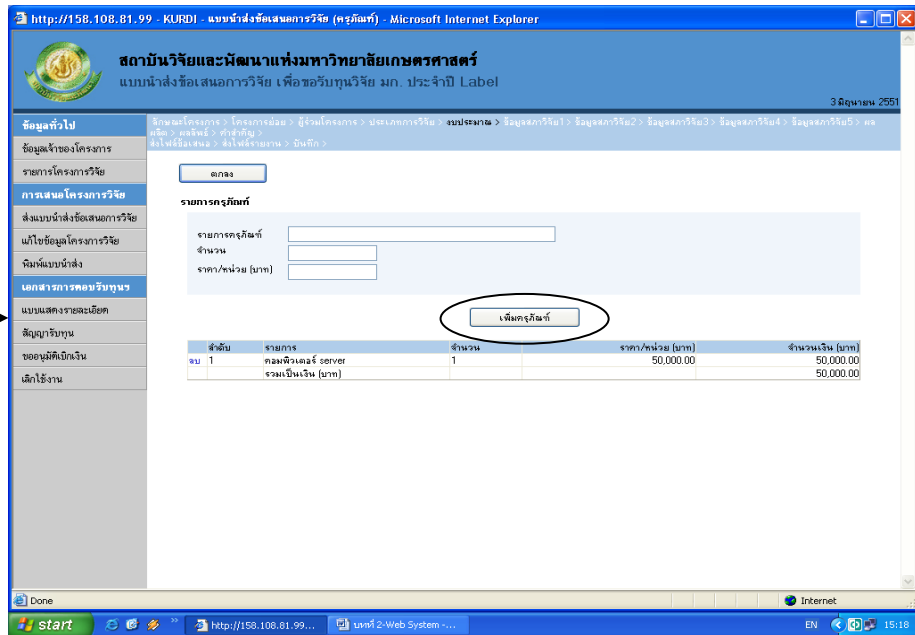 http://158.108.81.99 - KURDI - แบบนำส่งข้อเสนอการวิจัย (ครุภัณฑ์) - Microsoft Internet Explorer
สถาบันวิจัยและพัฒนาแห่งมหาวิทยาลัยเกษตรศาสตร์
แบบนำส่งข้อเสนอการวิจัย เพื่อขอรับทุนวิจัย มก. ประจำปี Label
3 มิถุนายน 2551
ข้อมูลทั่วไป
ข้อมูลเจ้าของโครงการ
รายการโครงการวิจัย
การเสนอโครงการวิจัย
ส่งแบบนำส่งข้อเสนอการวิจัย
แก้ไขข้อมูลโครงการวิจัย
พิมพ์แบบนำส่ง
เอกสารการตอบรับทุนฯ
แบบแสดงรายละเอียด
สัญญารับทุน
ขออนุมัติเบิกเงิน
เลิกใช้งาน
ลักษณะโครงการ > โครงการย่อย > ผู้ร่วมโครงการ > ประเภทการวิจัย > งบประมาณ > ข้อมูลสภาวิจัย1 > ข้อมูลสภาวิจัย2 > ข้อมูลสภาวิจัย3 > ข้อมูลสภาวิจัย4 > ข้อมูลสภาวิจัย5 > ผล
ผลิต > ผลลัพธ์ > คำสำคัญ >
ส่งไฟล์ข้อเสนอ > ส่งไฟล์รายงาน > บันทึก >
ตกลง
รายการครุภัณฑ์
รายการครุภัณฑ์
จำนวน
ราคา/หน่วย (บาท)
เพิ่มครุภัณฑ์
ลำดับ รายการ จำนวน ราคา/หน่วย (บาท) จำนวนเงิน (บาท)
ลบ 1 คอมพิวเตอร์ server 1 50,000.00 50,000.00
รวมเป็นเงิน (บาท) 50,000.00
Done
Internet
start
http://158.108.81.99...
บทที่ 2-Web System -...
EN
15:18